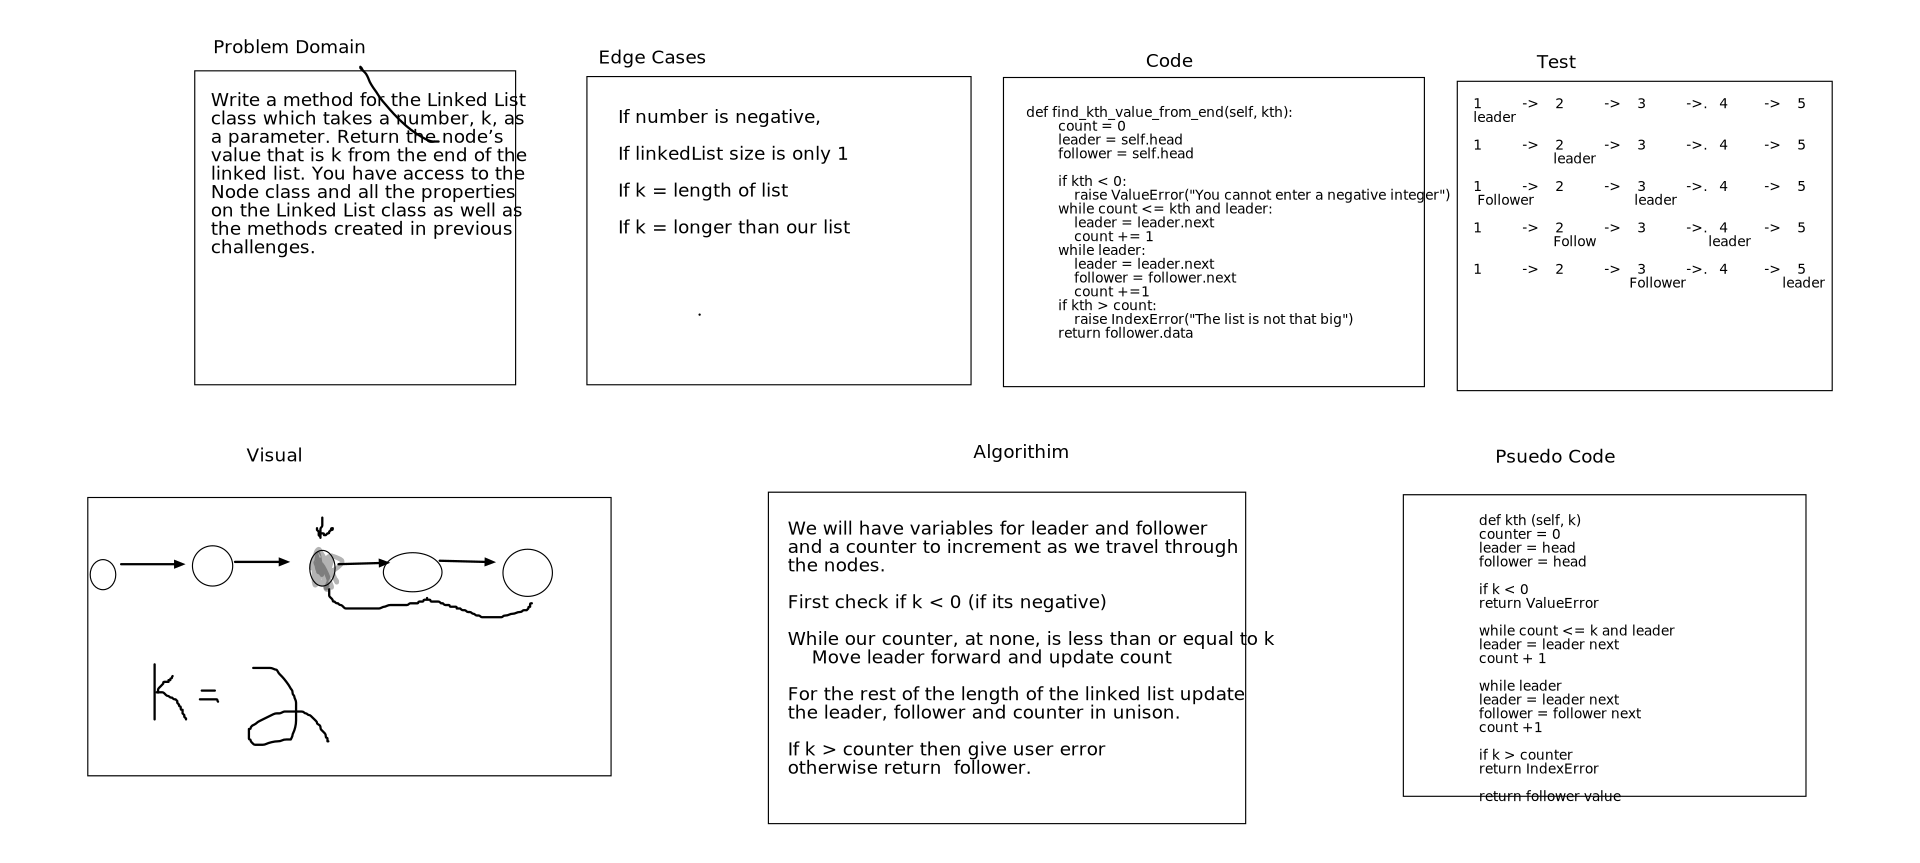 Problem Domain
Write a method for the Linked List
class which takes a number, k, as
a parameter. Return the node’s
value that is k from the end of the
linked list. You have access to the
Node class and all the properties
on the Linked List class as well as
the methods created in previous
challenges.
Edge Cases
If number is negative,
If linkedList size is only 1
If k = length of list
If k = longer than our list
Code
def find_kth_value_from_end(self, kth):
count = 0
leader = self.head
follower = self.head
if kth < 0:
raise ValueError("You cannot enter a negative integer")
while count <= kth and leader:
leader = leader.next
count += 1
while leader:
leader = leader.next
follower = follower.next
count +=1
if kth > count:
raise IndexError("The list is not that big")
return follower.data
Test
1 -> 2 -> 3 ->. 4 -> 5
leader
1 -> 2 -> 3 ->. 4 -> 5
leader
1 -> 2 -> 3 ->. 4 -> 5
Follower leader
1 -> 2 -> 3 ->. 4 -> 5
Follow leader
1 -> 2 -> 3 ->. 4 -> 5
Follower leader
Visual
k
K = 2
Algorithim
We will have variables for leader and follower
and a counter to increment as we travel through
the nodes.
First check if k < 0 (if its negative)
While our counter, at none, is less than or equal to k
Move leader forward and update count
For the rest of the length of the linked list update
the leader, follower and counter in unison.
If k > counter then give user error
otherwise return follower.
Psuedo Code
def kth (self, k)
counter = 0
leader = head
follower = head
if k < 0
return ValueError
while count <= k and leader
leader = leader next
count + 1
while leader
leader = leader next
follower = follower next
count +1
if k > counter
return IndexError
return follower value